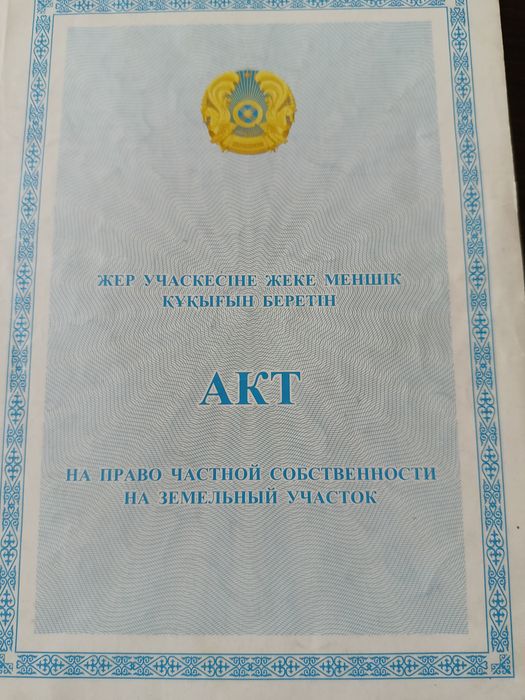 ЖЕР УЧАСКЕСІНЕ ЖЕКЕ МЕНШІК
ҚҰҚЫҒЫН БЕРЕТІН
АКТ
НА ПРАВО ЧАСТНОЙ СОБСТВЕННОСТИ
НА ЗЕМЕЛЬНЫЙ УЧАСТОК